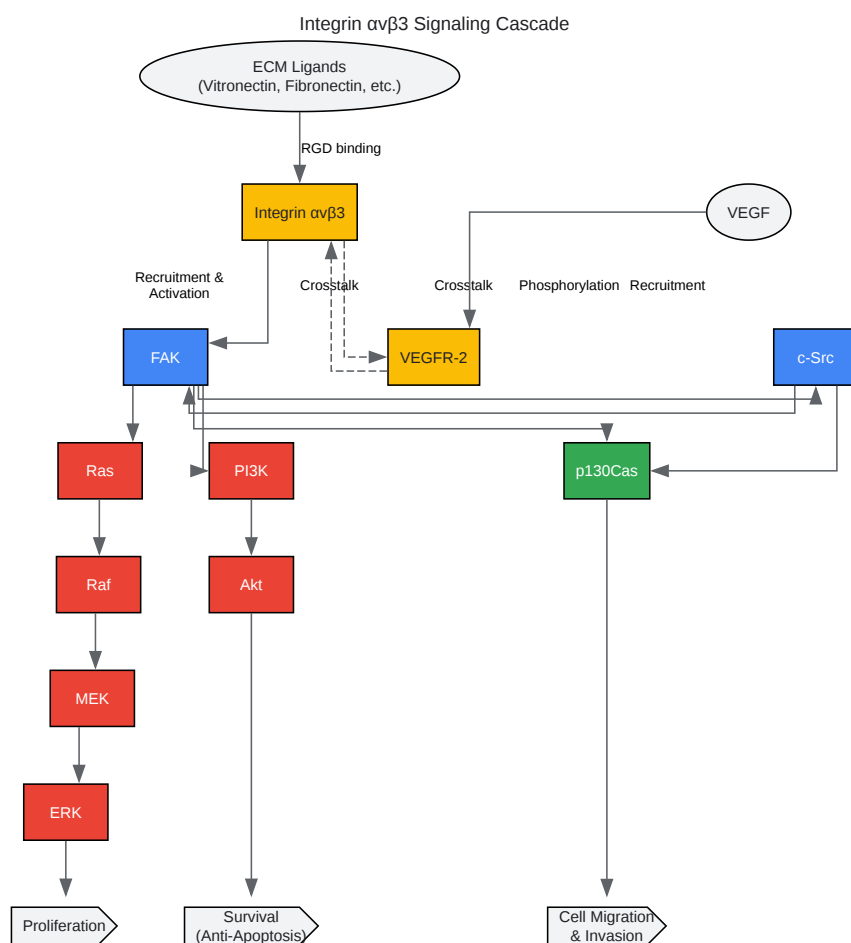 Integrin αvβ3 Signaling Cascade
ECM Ligands
(Vitronectin, Fibronectin, etc.)
RGD binding
Integrin αvβ3
VEGF
Recruitment &
Activation
Crosstalk
Crosstalk
Phosphorylation
Recruitment
FAK
VEGFR-2
c-Src
Ras
PI3K
p130Cas
Raf
Akt
MEK
ERK
Proliferation
Survival
(Anti-Apoptosis)
Cell Migration
& Invasion